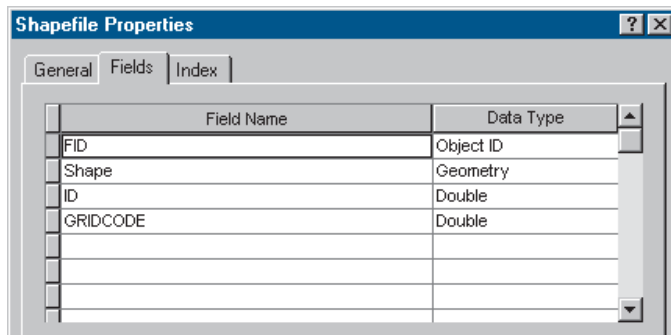 Shapefile Properties ? ×
General Fields Index
Field Name Data Type
FID Object ID
Shape Geometry
ID Double
GRIDCODE Double